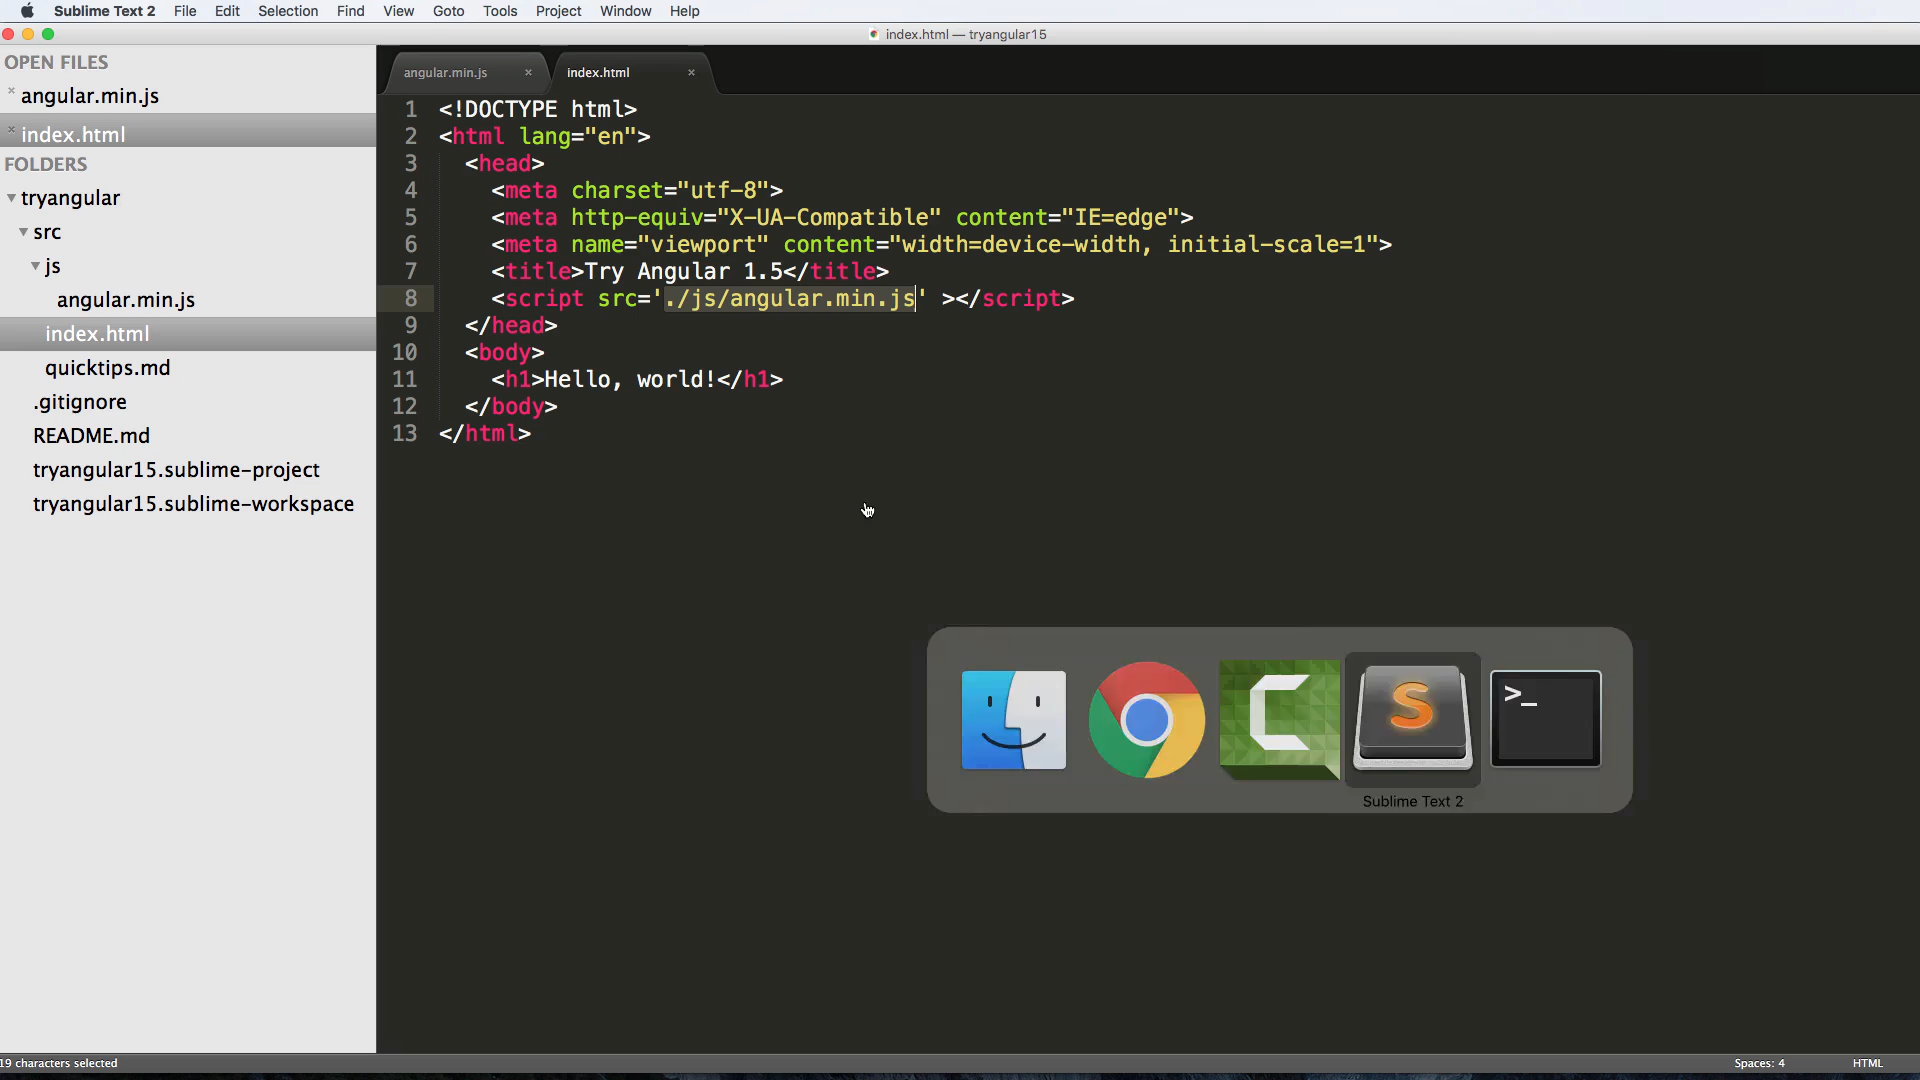 Sublime Text 2 File Edit Selection Find View Goto Tools Project Window Help
index.html — tryangular15
OPEN FILES
× angular.min.js
× index.html
FOLDERS
tryangular
src
js
angular.min.js
index.html
quicktips.md
.gitignore
README.md
tryangular15.sublime-project
tryangular15.sublime-workspace
angular.min.js × index.html ×
1 <!DOCTYPE html>
2 <html lang="en">
3 <head>
4 <meta charset="utf-8">
5 <meta http-equiv="X-UA-Compatible" content="IE=edge">
6 <meta name="viewport" content="width=device-width, initial-scale=1">
7 <title>Try Angular 1.5</title>
8 <script src='./js/angular.min.js' ></script>
9 </head>
10 <body>
11 <h1>Hello, world!</h1>
12 </body>
13 </html>
S
>_
Sublime Text 2
19 characters selected
Spaces: 4 HTML